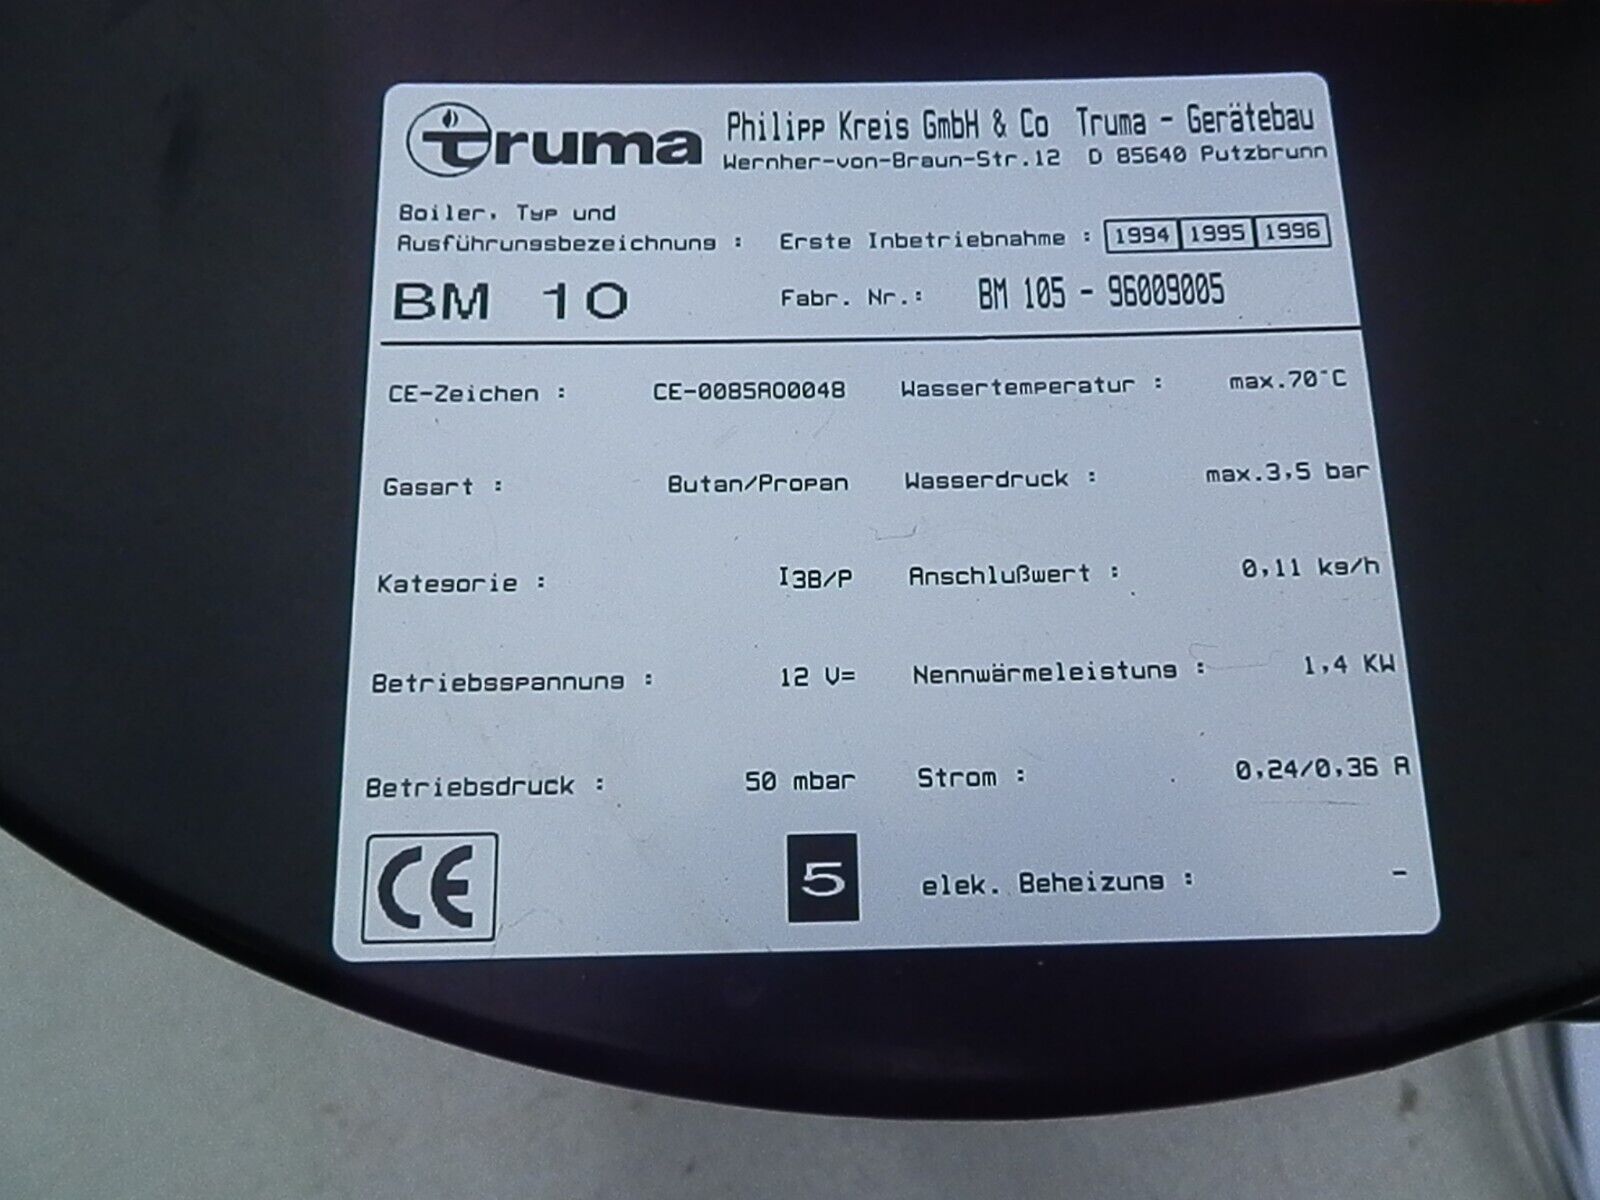 truma
Philipp Kreis GmbH & Co Truma - Gerätebau
Wernher-von-Braun-Str.12 D 85640 Putzbrunn
Boiler, Typ und
Ausführungsbezeichnung :
Erste Inbetriebnahme : 1994 1995 1996
BM 10
Fabr. Nr.: BM 105 - 96009005
CE-Zeichen : CE-0085AO0048 Wassertemperatur : max.70°C
Gasart : Butan/Propan Wasserdruck : max.3,5 bar
Kategorie : I3B/P Anschlußwert : 0,11 kg/h
Betriebsspannung : 12 V= Nennwärmeleistung : 1,4 KW
Betriebsdruck : 50 mbar Strom : 0,24/0,36 A
CE 5 elek. Beheizung : -